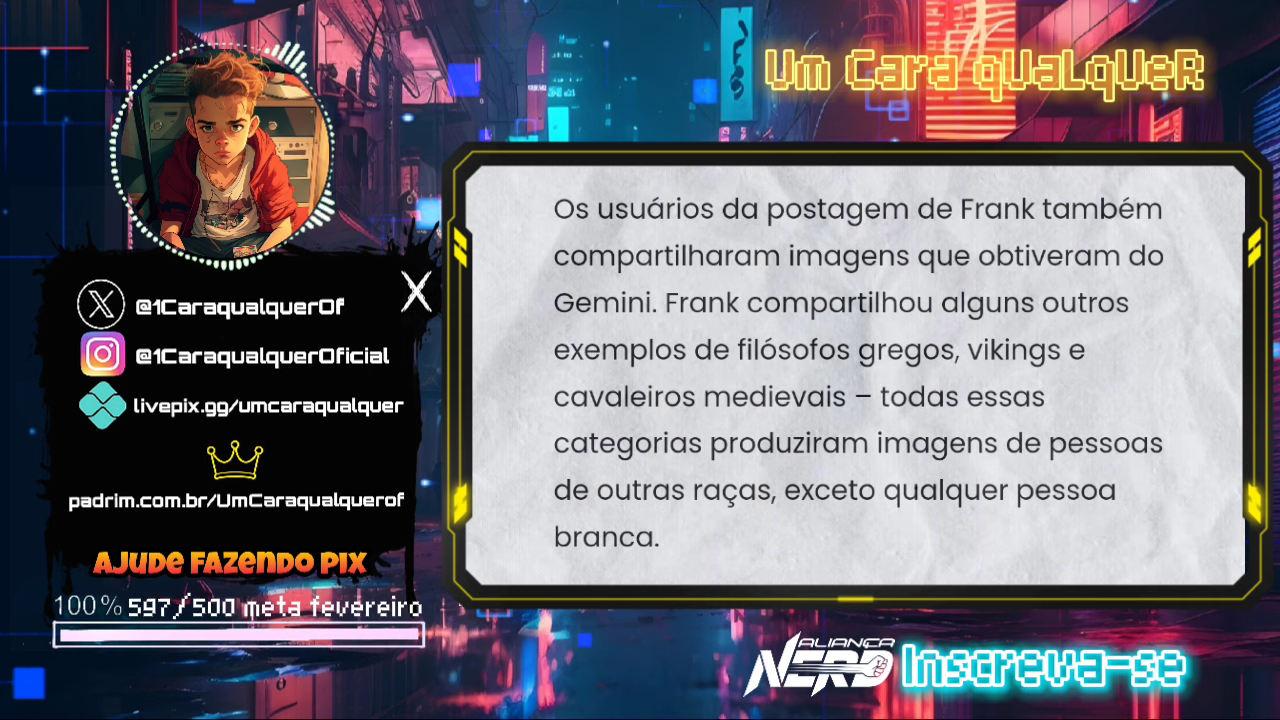 Um Cara qUaLqUeR
Os usuários da postagem de Frank também
compartilharam imagens que obtiveram do
Gemini. Frank compartilhou alguns outros
exemplos de filósofos gregos, vikings e
cavaleiros medievais – todas essas
categorias produziram imagens de pessoas
de outras raças, exceto qualquer pessoa
branca.
@1CaraqualquerOf
@1CaraqualquerOficial
livepix.gg/umcaraqualquer
padrim.com.br/UmCaraqualquerof
AJUDE FAZENDO PIX
100% 597/500 meta fevereiro
ALIANÇA
NERD
Inscreva-se